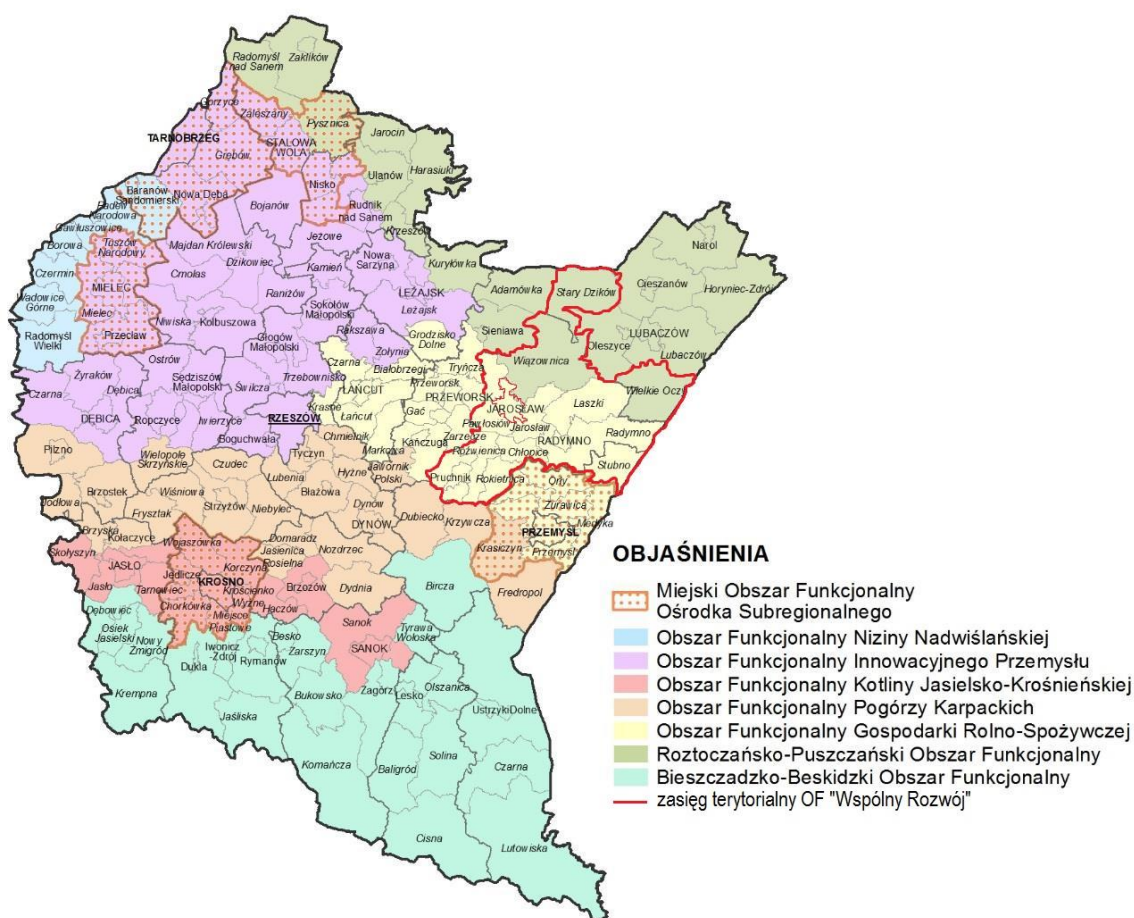 Radomyśl
nad Sanem
Zaklików
Gorzyce
Zaleszany
Pysznica
TARNOBRZEG
STALOWA
WOLA
Jarocin
Grębów
Harasiuki
Ulanów
Nisko
Baranów
Sandomierski
Nowa Dęba
Rudnik
nad Sanem
Padew
Narodowa
Bojanów
Gawłuszowice
Krzeszów
Narol
Borowa
Tuszów
Narodowy
Majdan Królewski
Jeżowe
Dzikowiec
Nowa
Sarzyna
Kuryłówka
Cieszanów
Czermin
Cmolas
Kamień
Adamówka
Stary Dzików
Horyniec-Zdrój
MIELEC
Raniżów
LEŻAJSK
Wadowice
Górne
Sokołów
Małopolski
Leżajsk
Mielec
Niwiska
Kolbuszowa
Sieniawa
LUBACZÓW
Oleszyce
Radomyśl
Wielki
Przecław
Głogów
Małopolski
Rakszawa
Grodzisko
Dolne
Lubaczów
Żołynia
Wiązownica
Ostrów
Czarna
Tryńcza
Żyraków
Sędziszów
Małopolski
Świlcza
Trzebownisko
Białobrzegi
Przeworsk
Wielkie Oczy
Czarna
Dębica
ŁAŃCUT
PRZEWORSK
JAROSŁAW
Laszki
DĘBICA
Ropczyce
Iwierzyce
RZESZÓW
Krasne
Łańcut
Gać
Pawłosiów
Jarosław
Radymno
Boguchwała
Chmielnik
Kańczuga
Zarzecze
RADYMNO
Pilzno
Wielopole
Skrzyńskie
Czudec
Tyczyn
Markowa
Roźwienica
Chłopice
Stubno
Lubenia
Hyżne
Jawornik
Polski
Pruchnik
Rokietnica
Orły
Brzostek
Wiśniowa
Błażowa
Jodłowa
Strzyżów
Niebylec
Dynów
Dubiecko
Żurawica
Frysztak
DYNÓW
Krzywcza
Medyka
Brzyska
Kołaczyce
Wojaszówka
Domaradz
PRZEMYŚL
Skołyszyn
JASŁO
Jasienica
Rosielna
Nozdrzec
Krasiczyn
Przemyśl
Jedlicze
Korczyna
Jasło
Tarnowiec
KROSNO
Krościenko
Wyżne
Brzozów
Dydnia
Bircza
Fredropol
Chorkówka
Haczów
Dębowiec
Miejsce
Piastowe
Sanok
Osiek
Jasielski
Nowy
Żmigród
Iwonicz
-Zdrój
Besko
Zarszyn
SANOK
Tyrawa
Wołoska
Dukla
Rymanów
Krempna
Bukowsko
Zagórz
Lesko
Olszanica
Ustrzyki Dolne
Jaśliska
Komańcza
Baligród
Solina
Czarna
Cisna
Lutowiska
OBJAŚNIENIA
Miejski Obszar Funkcjonalny
Ośrodka Subregionalnego
Obszar Funkcjonalny Niziny Nadwiślańskiej
Obszar Funkcjonalny Innowacyjnego Przemysłu
Obszar Funkcjonalny Kotliny Jasielsko-Krośnieńskiej
Obszar Funkcjonalny Pogórzy Karpackich
Obszar Funkcjonalny Gospodarki Rolno-Spożywczej
Roztoczańsko-Puszczański Obszar Funkcjonalny
Bieszczadzko-Beskidzki Obszar Funkcjonalny
zasięg terytorialny OF "Wspólny Rozwój"